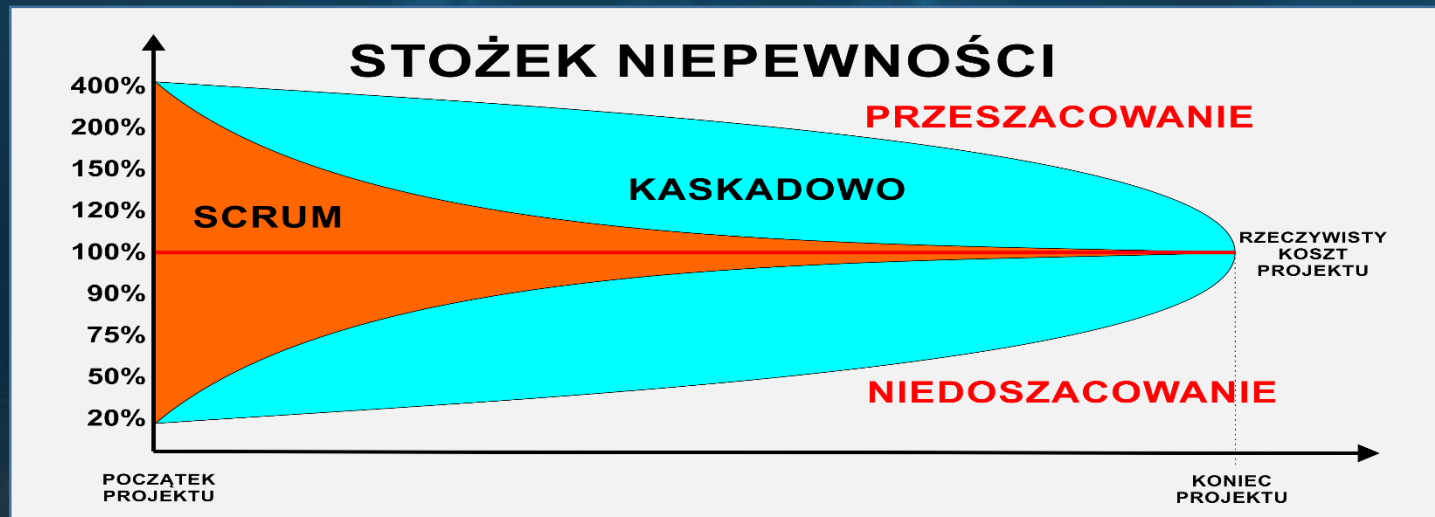 STOŻEK NIEPEWNOŚCI
400%
200%
150%
120%
100%
90%
75%
50%
20%
PRZESZACOWANIE
KASKADOWO
SCRUM
RZECZYWISTY
KOSZT
PROJEKTU
NIEDOSZACOWANIE
POCZĄTEK
PROJEKTU
KONIEC
PROJEKTU